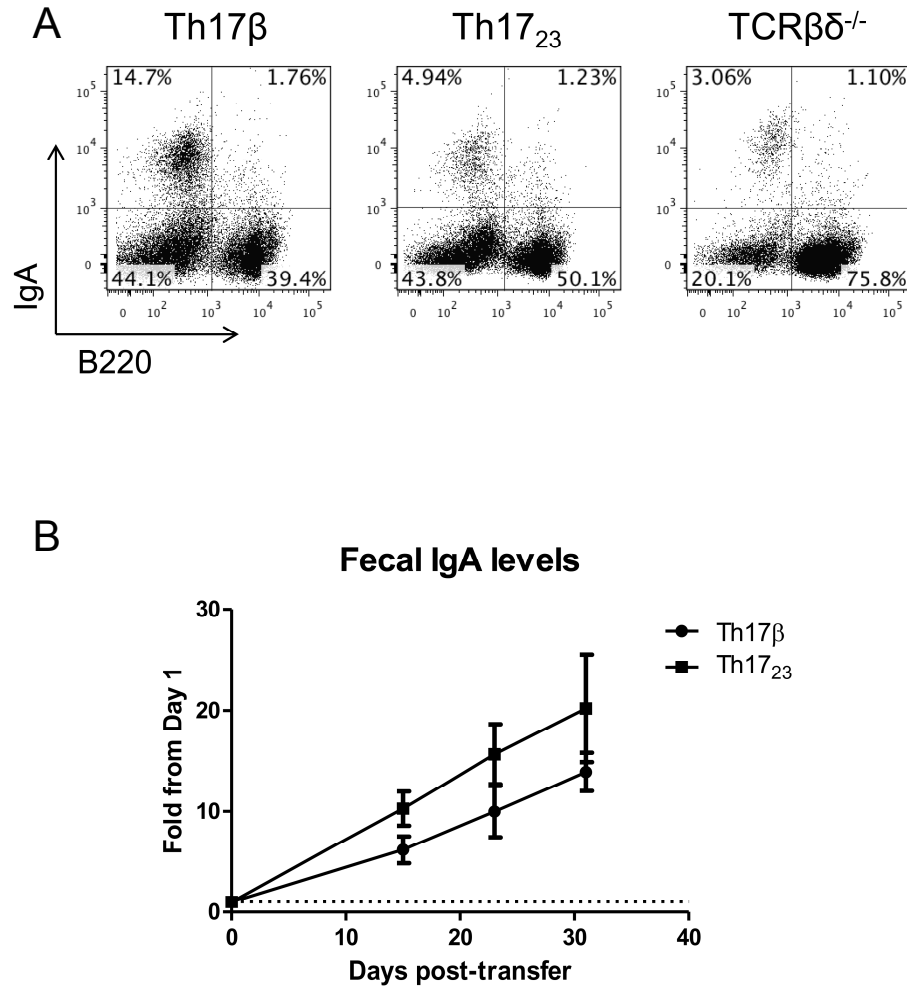 A
Th17β Th17₂₃ TCRβδ⁻/⁻
14.7% 1.76% 4.94% 1.23% 3.06% 1.10%
10⁵ 10⁵ 10⁵
10⁴ 10⁴ 10⁴
10³ 10³ 10³
0 0 0
44.1% 39.4% 43.8% 50.1% 20.1% 75.8%
0 10² 10³ 10⁴ 10⁵ 0 10² 10³ 10⁴ 10⁵ 0 10² 10³ 10⁴ 10⁵
IgA
B220
B
Fecal IgA levels
30
20
10
0
Fold from Day 1
0 10 20 30 40
Days post-transfer
Th17β
Th17₂₃